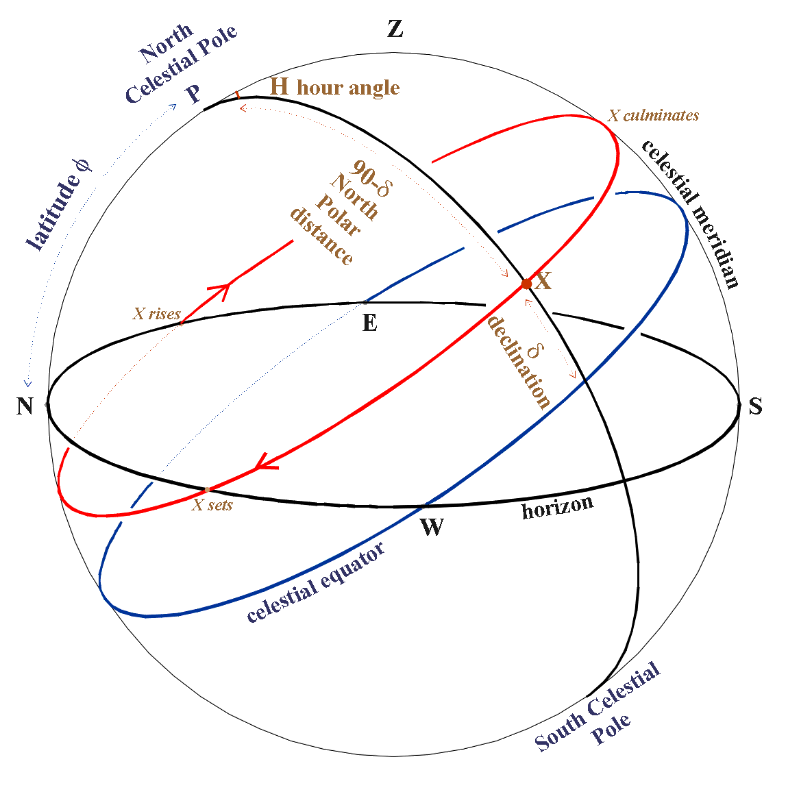 Z
North
Celestial Pole
P
H hour angle
X culminates
celestial meridian
latitude ϕ
90-δ
North
Polar
distance
X
X rises
E
δ
declination
N
S
X sets
W
horizon
celestial equator
South Celestial
Pole